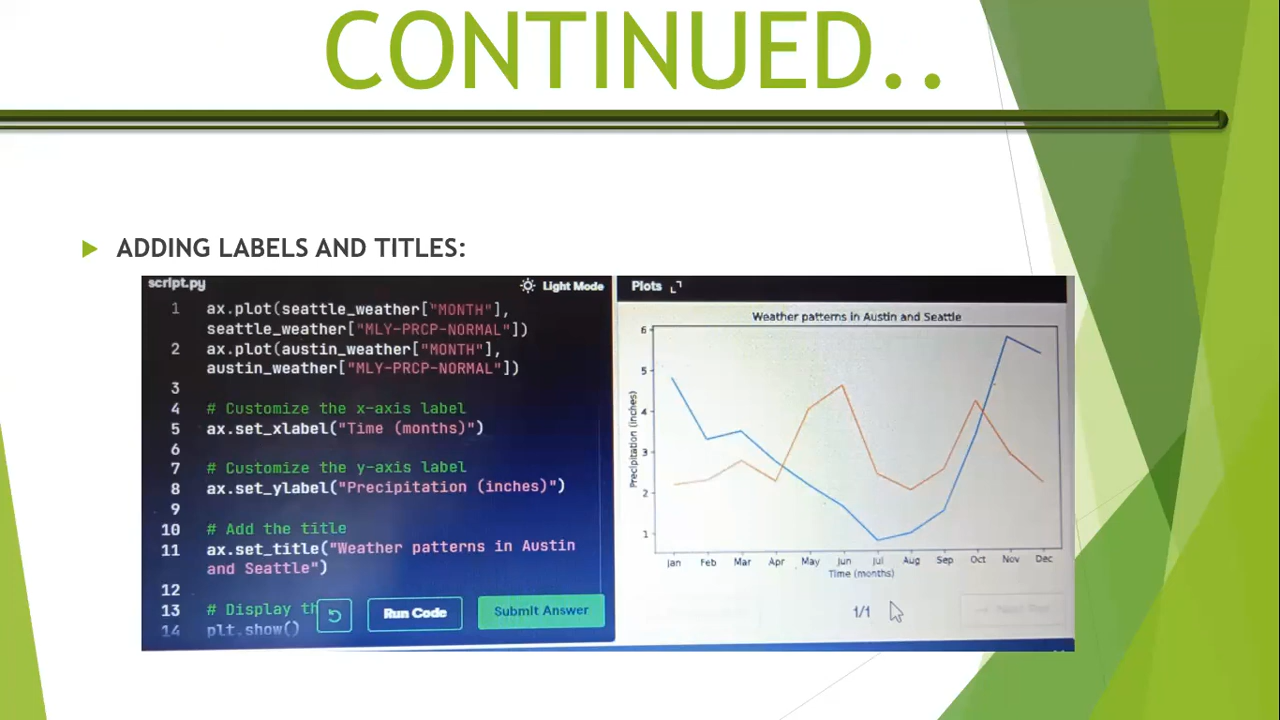 CONTINUED..
ADDING LABELS AND TITLES:
script.py
Light Mode
1 ax.plot(seattle_weather["MONTH"],
seattle_weather["MLY-PRCP-NORMAL"])
2 ax.plot(austin_weather["MONTH"],
austin_weather["MLY-PRCP-NORMAL"])
3
4 # Customize the x-axis label
5 ax.set_xlabel("Time (months)")
6
7 # Customize the y-axis label
8 ax.set_ylabel("Precipitation (inches)")
9
10 # Add the title
11 ax.set_title("Weather patterns in Austin
and Seattle")
12
13 # Display th
14 plt.show()
Run Code
Submit Answer
Plots
Weather patterns in Austin and Seattle
Precipitation (inches)
6
5
4
3
2
1
Jan Feb Mar Apr May Jun Jul Aug Sep Oct Nov Dec
Time (months)
1/1